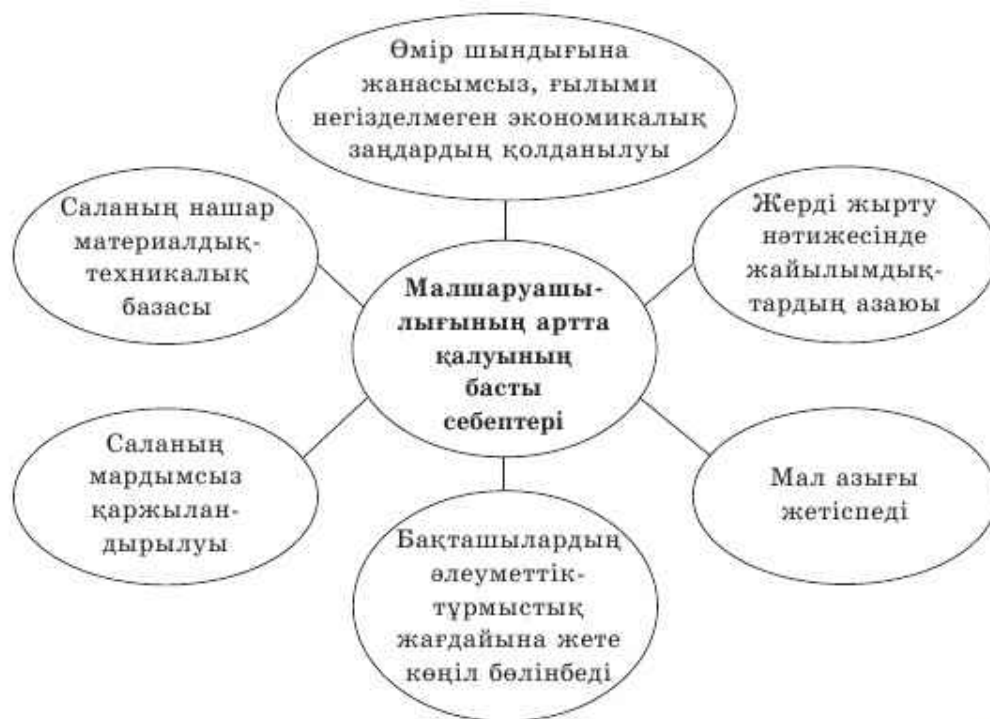 Өмір шындығына
жанасымсыз, ғылыми
негізделмеген экономикалық
заңдардың қолданылуы
Саланың нашар
материалдық-
техникалық
базасы
Жерді жырту
нәтижесінде
жайылымдық-
тардың азаюы
Малшаруашы-
лығының артта
қалуының
басты
себептері
Саланың
мардымсыз
қаржылан-
дырылуы
Мал азығы
жетіспеді
Бақташылардың
әлеуметтік-
тұрмыстық
жағдайына жете
көңіл бөлінбеді